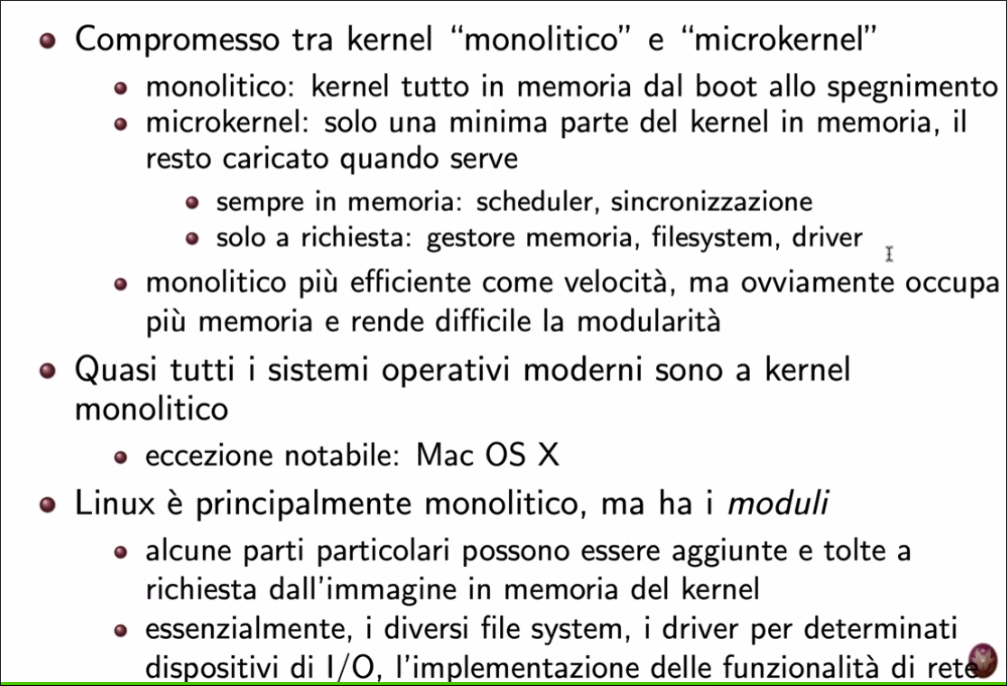 Compromesso tra kernel “monolitico” e “microkernel”
monolitico: kernel tutto in memoria dal boot allo spegnimento
microkernel: solo una minima parte del kernel in memoria, il
resto caricato quando serve
sempre in memoria: scheduler, sincronizzazione
solo a richiesta: gestore memoria, filesystem, driver
monolitico più efficiente come velocità, ma ovviamente occupa
più memoria e rende difficile la modularità
Quasi tutti i sistemi operativi moderni sono a kernel
monolitico
eccezione notabile: Mac OS X
Linux è principalmente monolitico, ma ha i moduli
alcune parti particolari possono essere aggiunte e tolte a
richiesta dall’immagine in memoria del kernel
essenzialmente, i diversi file system, i driver per determinati
dispositivi di I/O, l’implementazione delle funzionalità di rete